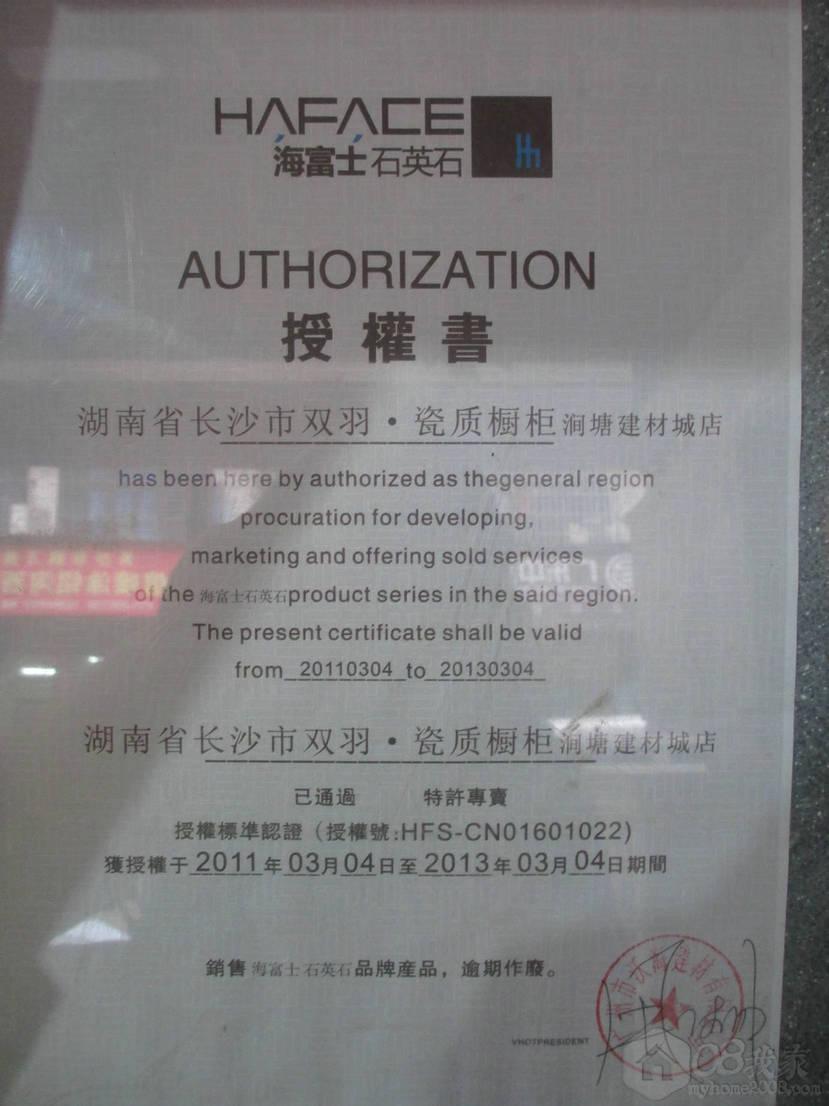 HAFACE
海富士 石英石
AUTHORIZATION
授權書
湖南省长沙市双羽·瓷质橱柜涧塘建材城店
has been here by authorized as thegeneral region
procuration for developing,
marketing and offering sold services
of the 海富士石英石product series in the said region.
The present certificate shall be valid
from 20110304 to 20130304
湖南省长沙市双羽·瓷质橱柜涧塘建材城店
已通過 特許專賣
授權標準認證(授權號:HFS-CN01601022)
獲授權于2011年03月04日至2013年03月04日期間
銷售 海富士 石英石品牌産品，逾期作廢。
VHOTPRESIDENT
08我家
myhome2008.com